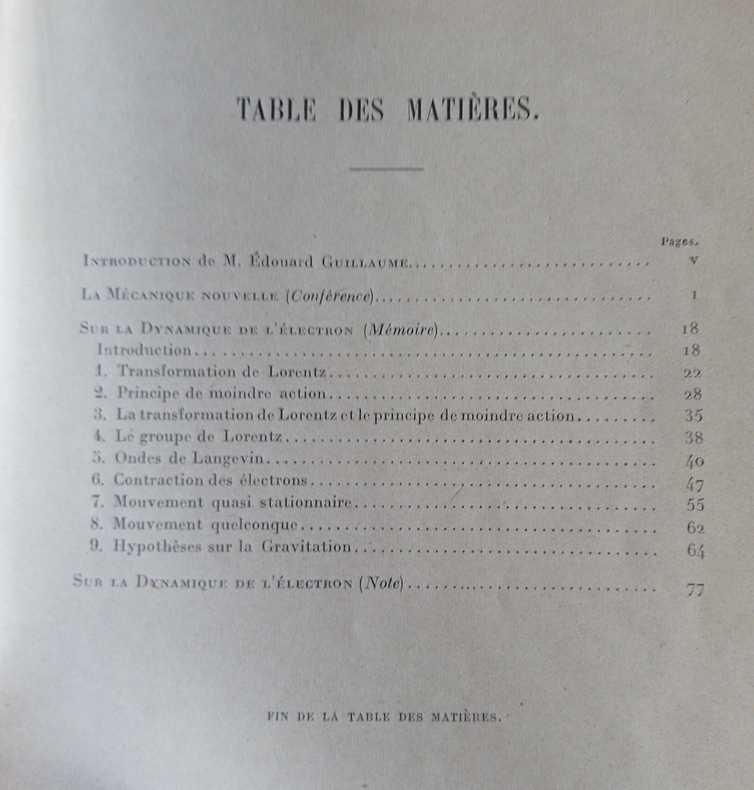 TABLE DES MATIÈRES.
Pages.
INTRODUCTION de M. Édouard GUILLAUME.............................. V
LA MÉCANIQUE NOUVELLE (Conférence).................................. 1
SUR LA DYNAMIQUE DE L'ÉLECTRON (Mémoire)........................... 18
Introduction.................................................. 18
1. Transformation de Lorentz.................................. 22
2. Principe de moindre action................................. 28
3. La transformation de Lorentz et le principe de moindre action......... 35
4. Le groupe de Lorentz....................................... 38
5. Ondes de Langevin.......................................... 40
6. Contraction des électrons................................... 47
7. Mouvement quasi stationnaire............................... 55
8. Mouvement quelconque....................................... 62
9. Hypothèses sur la Gravitation............................... 64
SUR LA DYNAMIQUE DE L'ÉLECTRON (Note)............................. 77
FIN DE LA TABLE DES MATIÈRES.